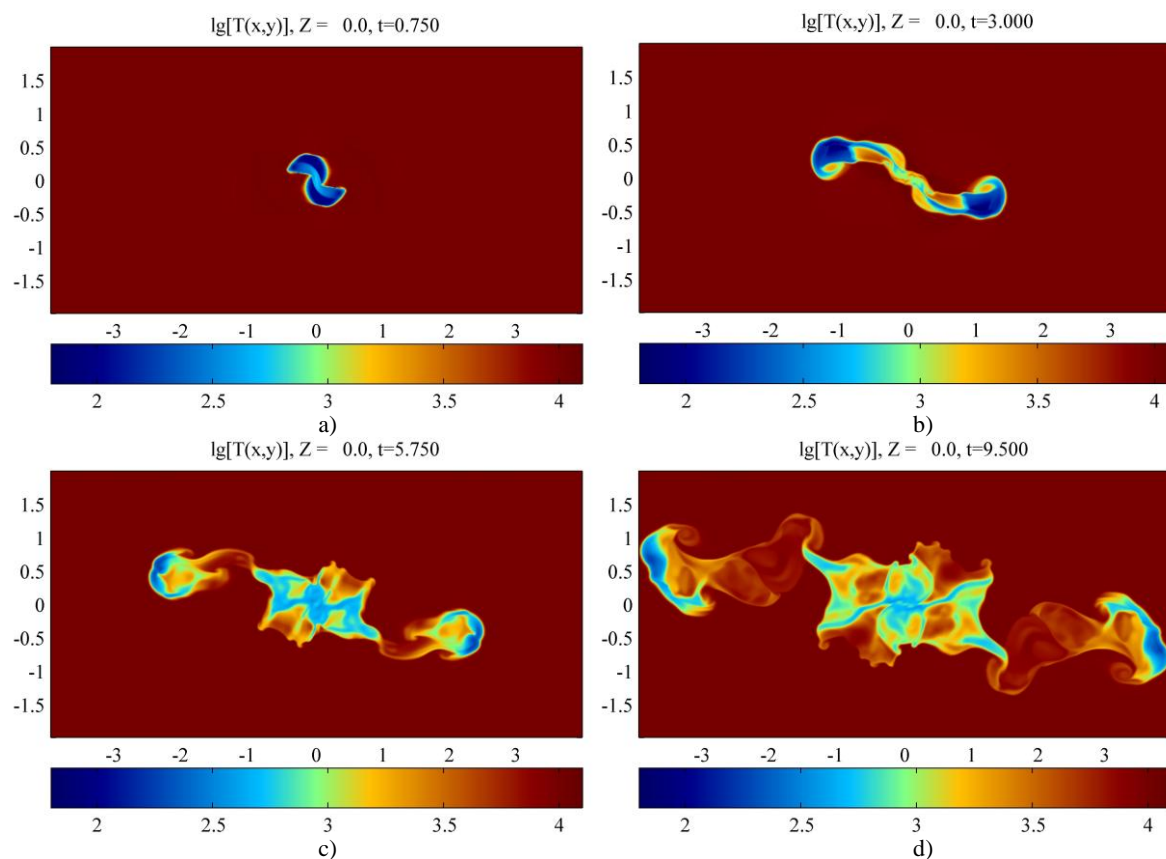 lg[T(x,y)], Z = 0.0, t=0.750
1.5
1
0.5
0
-0.5
-1
-1.5
-3 -2 -1 0 1 2 3
2 2.5 3 3.5 4
a)
lg[T(x,y)], Z = 0.0, t=3.000
1.5
1
0.5
0
-0.5
-1
-1.5
-3 -2 -1 0 1 2 3
2 2.5 3 3.5 4
b)
lg[T(x,y)], Z = 0.0, t=5.750
1.5
1
0.5
0
-0.5
-1
-1.5
-3 -2 -1 0 1 2 3
2 2.5 3 3.5 4
c)
lg[T(x,y)], Z = 0.0, t=9.500
1.5
1
0.5
0
-0.5
-1
-1.5
-3 -2 -1 0 1 2 3
2 2.5 3 3.5 4
d)